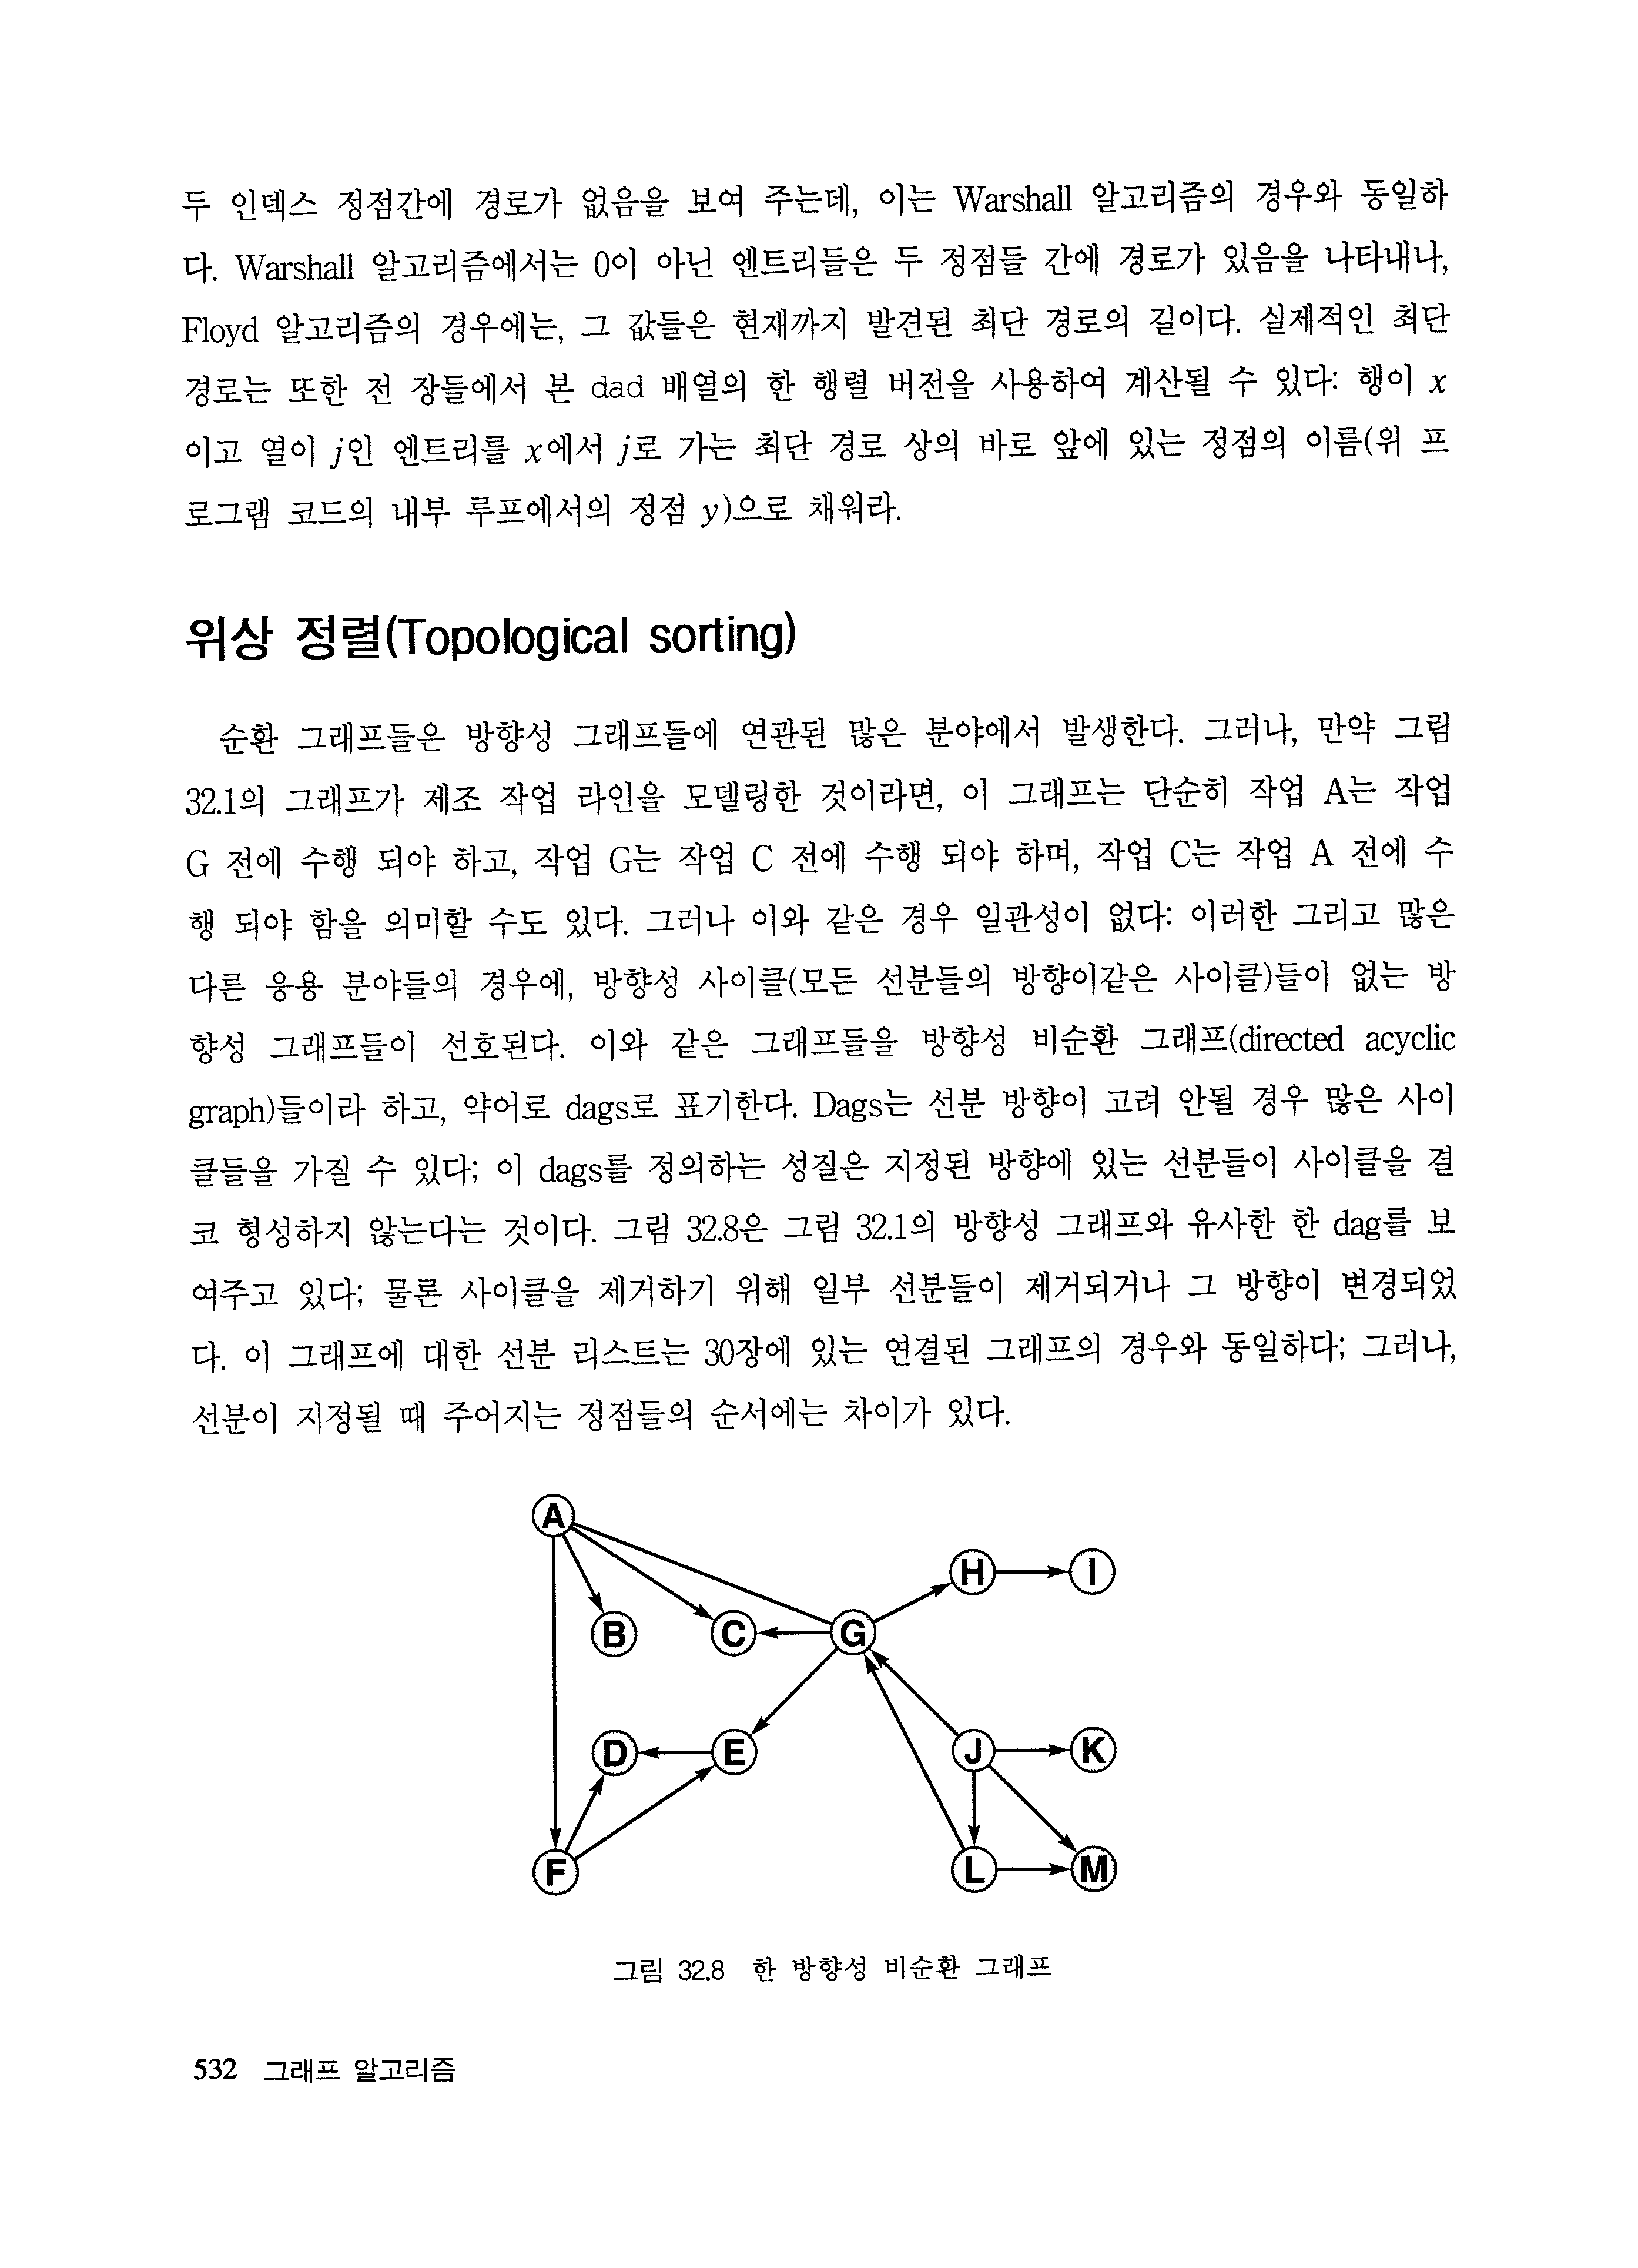 두 인덱스 정점간에 경로가 없음을 보여 주는데, 이는 Warshall 알고리즘의 경우와 동일하
다. Warshall 알고리즘에서는 0이 아닌 엔트리들은 두 정점들 간에 경로가 있음을 나타내나,
Floyd 알고리즘의 경우에는, 그 값들은 현재까지 발견된 최단 경로의 길이다. 실제적인 최단
경로는 또한 전 장들에서 본 dad 배열의 한 행렬 버전을 사용하여 계산될 수 있다: 행이 x
이고 열이 j인 엔트리를 x에서 j로 가는 최단 경로 상의 바로 앞에 있는 정점의 이름(위 프
로그램 코드의 내부 루프에서의 정점 y)으로 채워라.
위상 정렬(Topological sorting)
순환 그래프들은 방향성 그래프들에 연관된 많은 분야에서 발생한다. 그러나, 만약 그림
32.1의 그래프가 제조 작업 라인을 모델링한 것이라면, 이 그래프는 단순히 작업 A는 작업
G 전에 수행 되야 하고, 작업 G는 작업 C 전에 수행 되야 하며, 작업 C는 작업 A 전에 수
행 되야 함을 의미할 수도 있다. 그러나 이와 같은 경우 일관성이 없다: 이러한 그리고 많은
다른 응용 분야들의 경우에, 방향성 사이클(모든 선분들의 방향이같은 사이클)들이 없는 방
향성 그래프들이 선호된다. 이와 같은 그래프들을 방향성 비순환 그래프(directed acyclic
graph)들이라 하고, 약어로 dags로 표기한다. Dags는 선분 방향이 고려 안될 경우 많은 사이
클들을 가질 수 있다; 이 dags를 정의하는 성질은 지정된 방향에 있는 선분들이 사이클을 결
코 형성하지 않는다는 것이다. 그림 32.8은 그림 32.1의 방향성 그래프와 유사한 한 dag를 보
여주고 있다; 물론 사이클을 제거하기 위해 일부 선분들이 제거되거나 그 방향이 변경되었
다. 이 그래프에 대한 선분 리스트는 30장에 있는 연결된 그래프의 경우와 동일하다; 그러나,
선분이 지정될 때 주어지는 정점들의 순서에는 차이가 있다.
A
H I
B C G
D E J K
F L M
그림 32.8 한 방향성 비순환 그래프
532 그래프 알고리즘